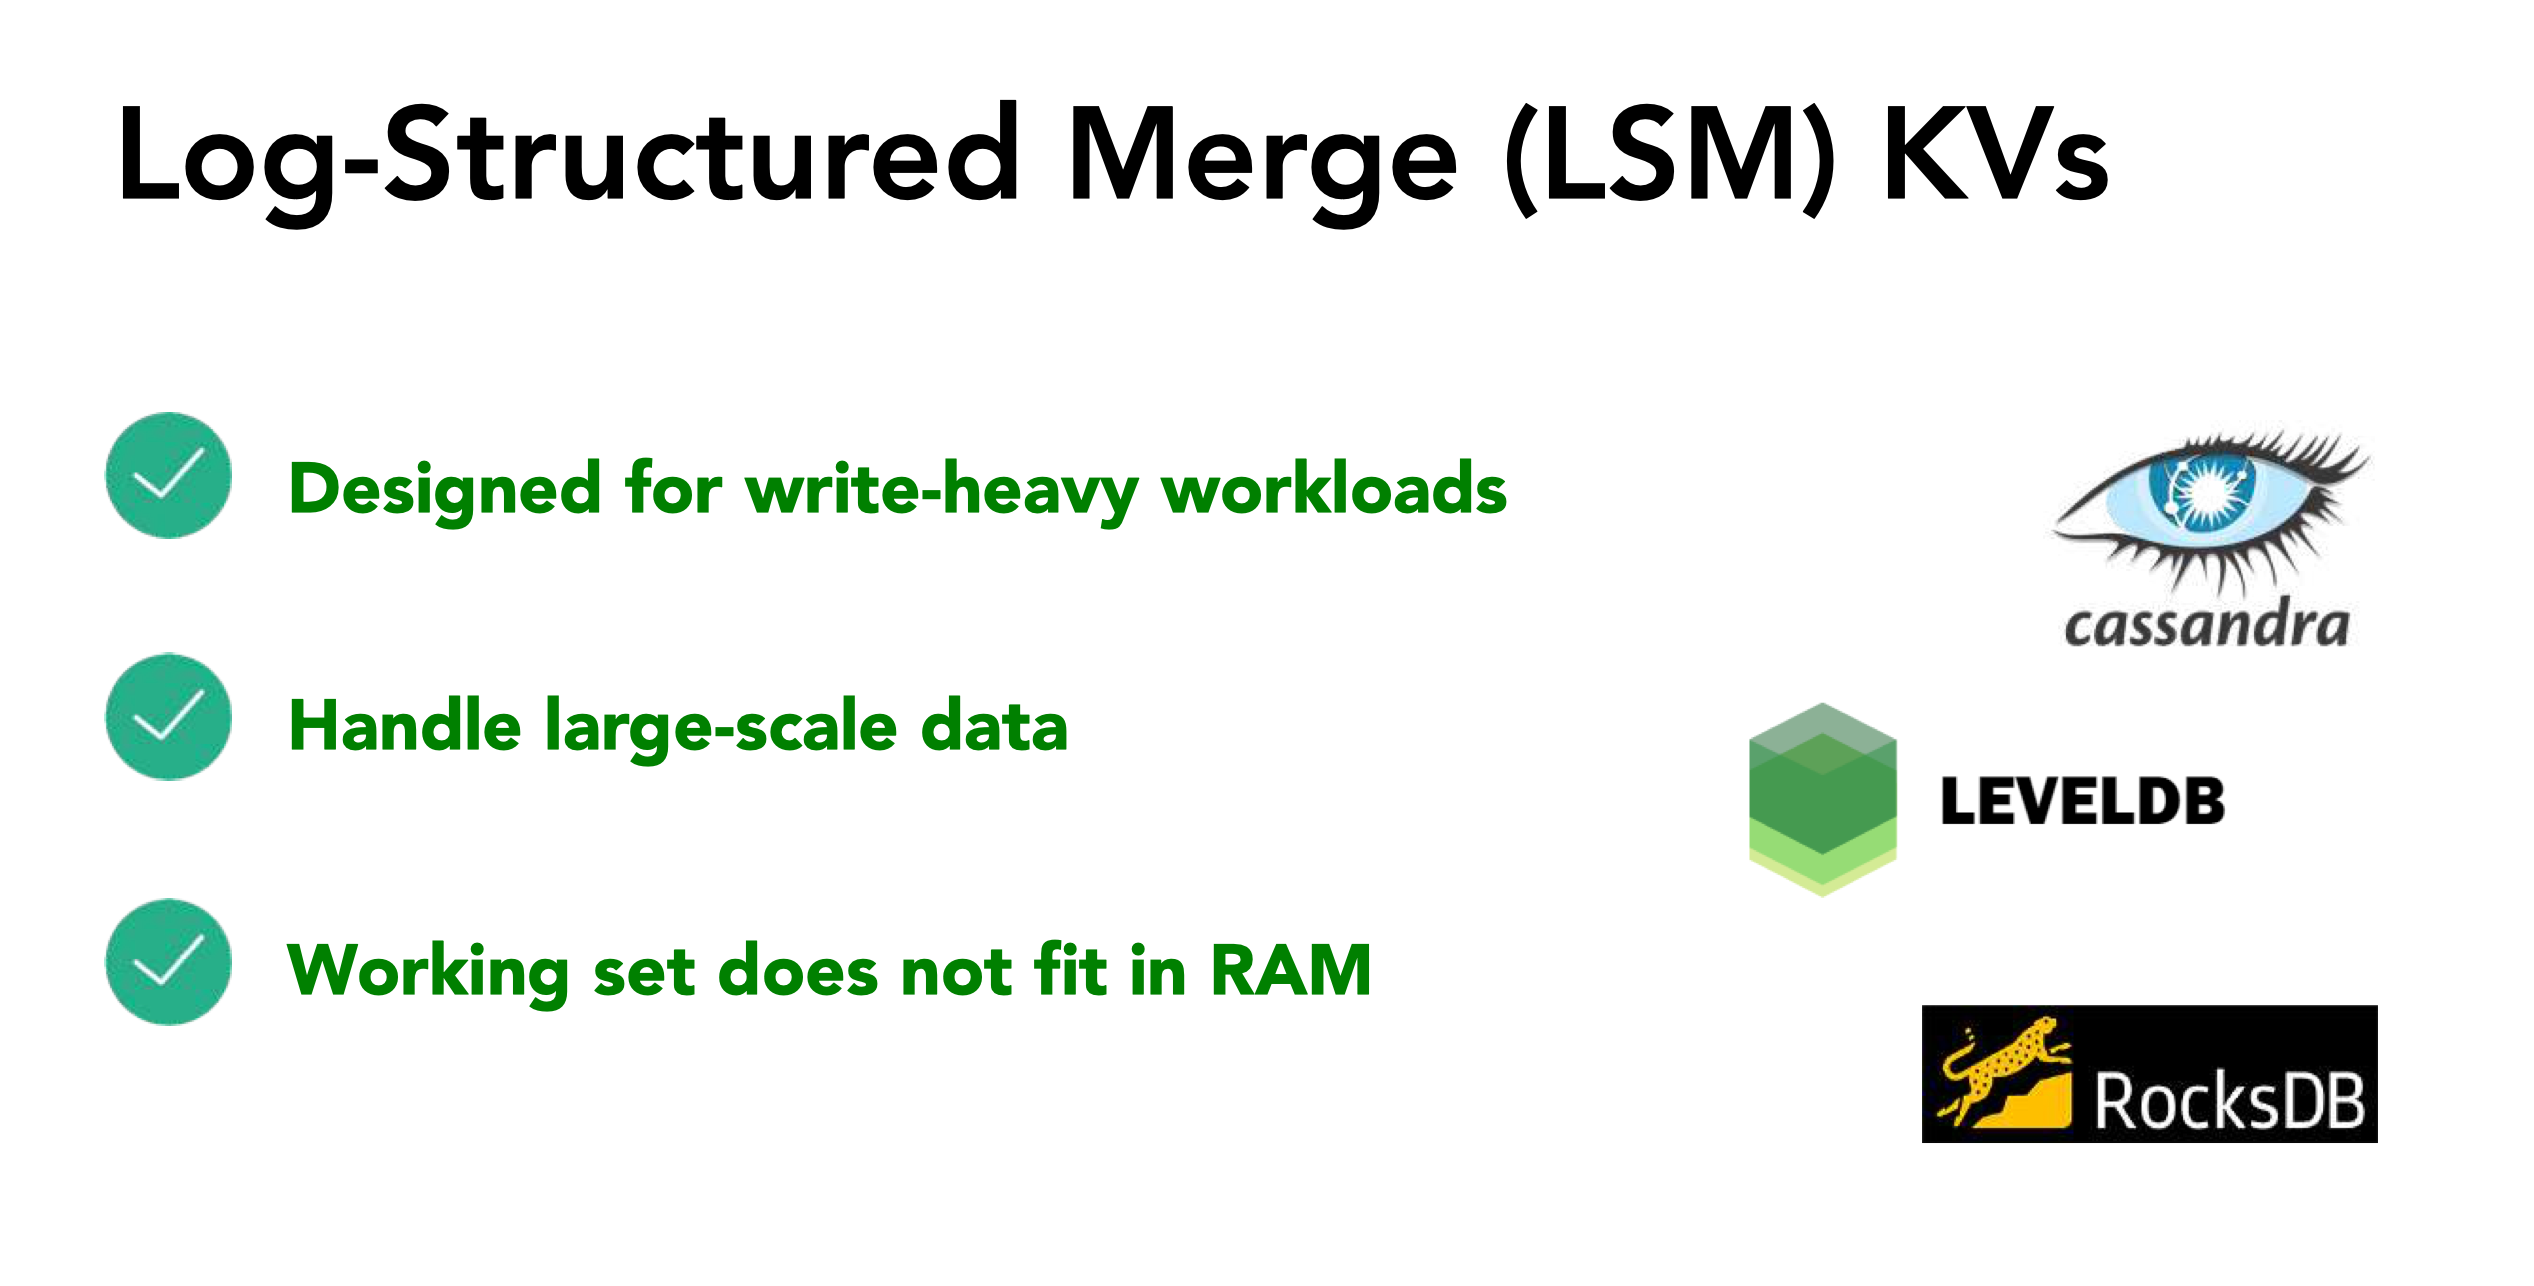 Log-Structured Merge (LSM) KVs
Designed for write-heavy workloads
Handle large-scale data
Working set does not fit in RAM
cassandra
LEVELDB
RocksDB